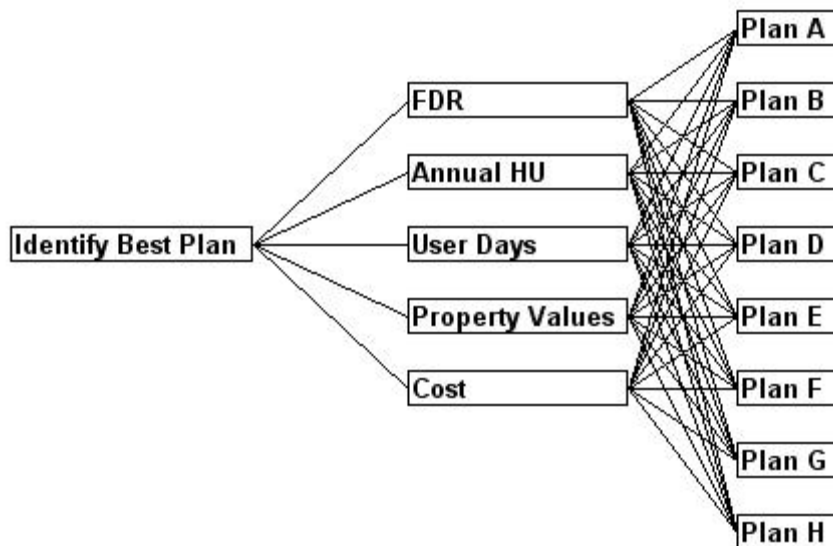 Identify Best Plan
FDR
Annual HU
User Days
Property Values
Cost
Plan A
Plan B
Plan C
Plan D
Plan E
Plan F
Plan G
Plan H